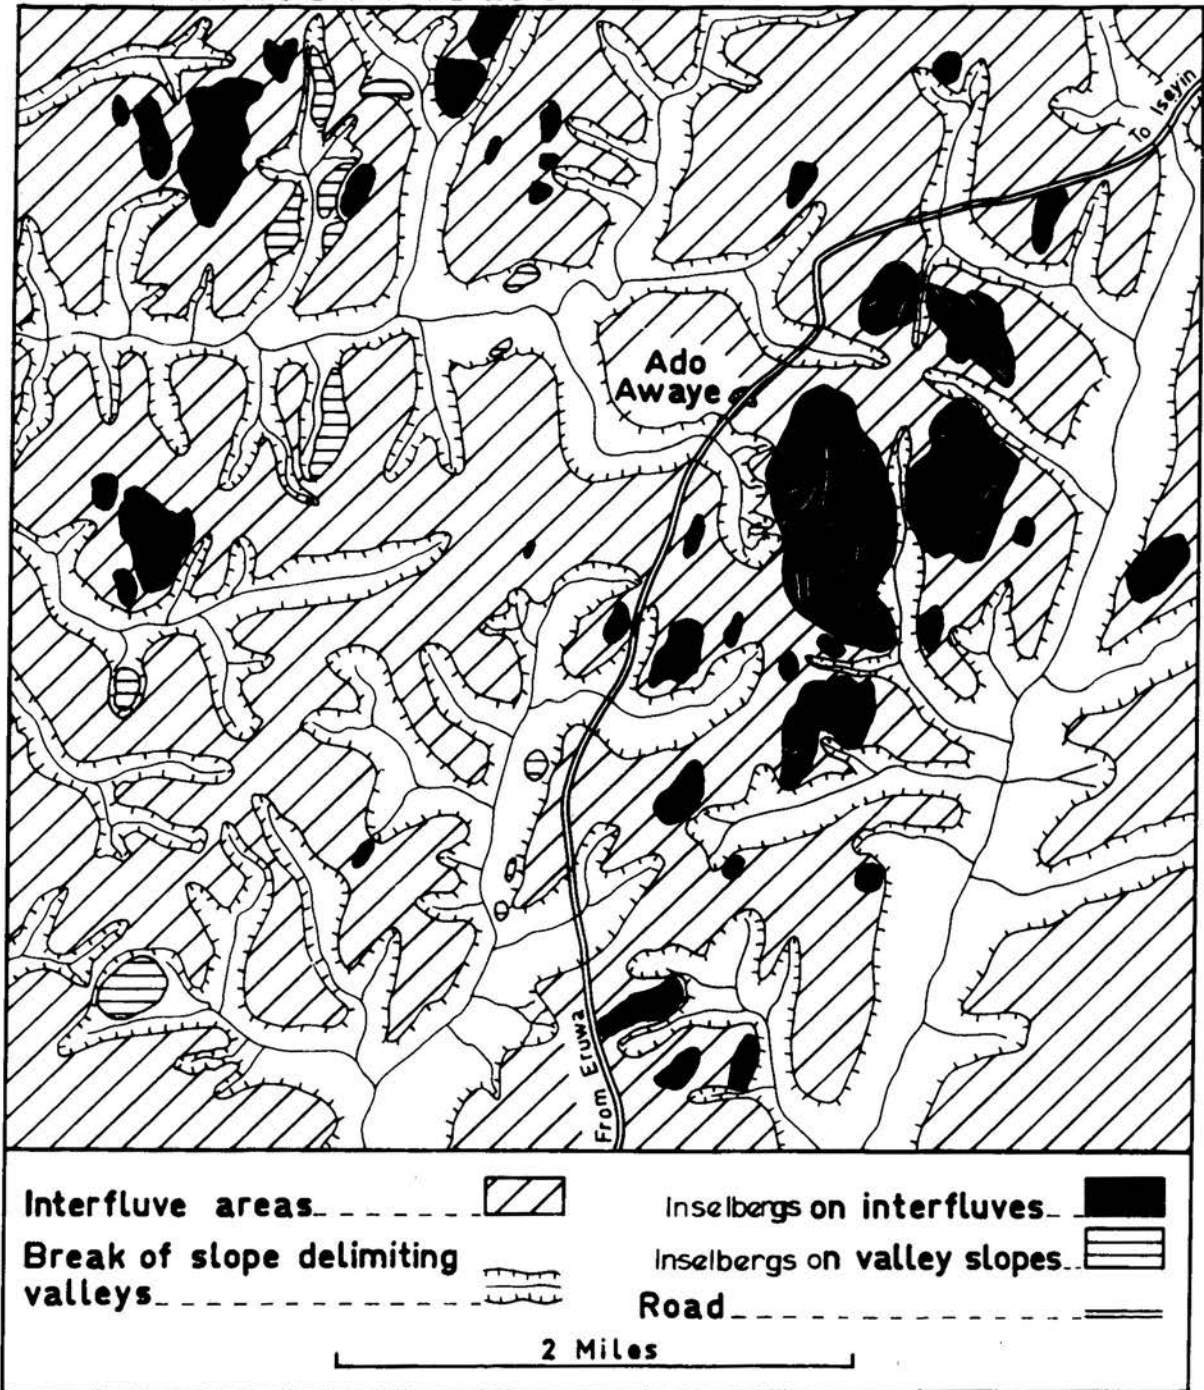 To Iseyin
Ado
Awaye
From Eruwa
Interfluve areas
Break of slope delimiting
valleys
Inselbergs on interfluves
Inselbergs on valley slopes
Road
2 Miles